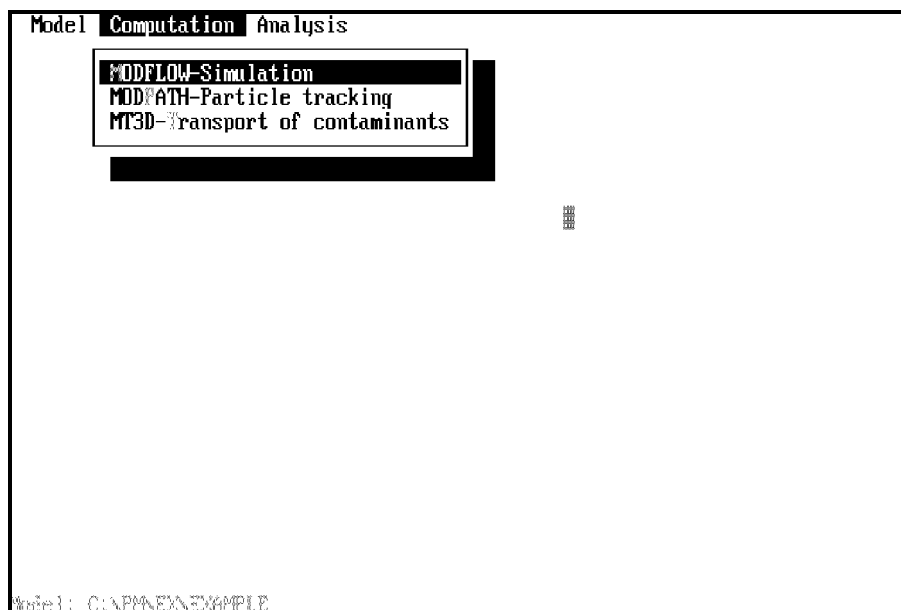 Model Computation Analysis
MODFLOW-Simulation
MODPATH-Particle tracking
MT3D-Transport of contaminants
Model: C:\PM\EX\EXAMPLE